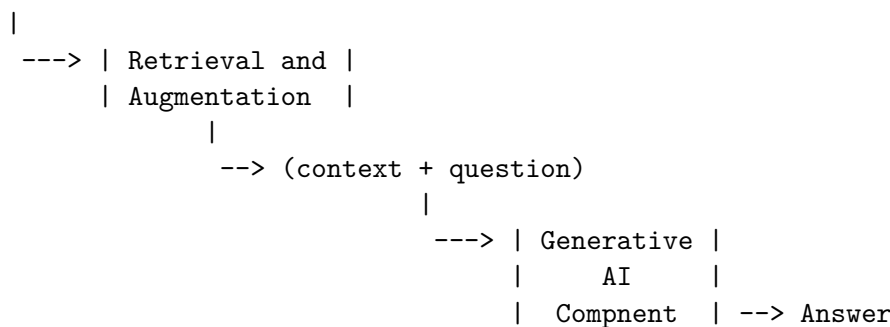 |
---> | Retrieval and |
| Augmentation |
|
--> (context + question)
|
---> | Generative |
| AI |
| Compnent | --> Answer